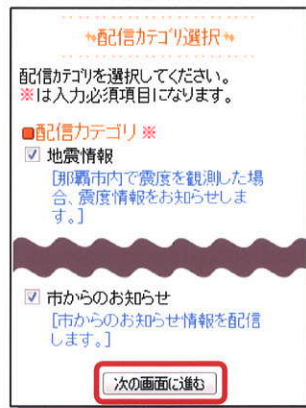 配信カテゴリ選択
配信カテゴリを選択してください。
※は入力必須項目になります。
■配信カテゴリ ※
地震情報
[那覇市内で震度を観測した場
合、震度情報をお知らせしま
す。]
市からのお知らせ
[市からのお知らせ情報を配信
します。]
次の画面に進む